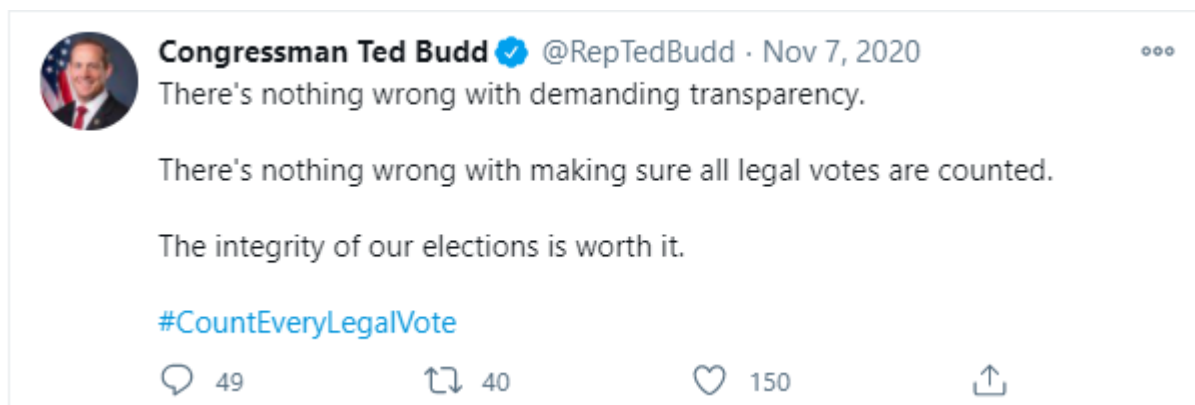 Congressman Ted Budd @RepTedBudd · Nov 7, 2020
There's nothing wrong with demanding transparency.
There's nothing wrong with making sure all legal votes are counted.
The integrity of our elections is worth it.
#CountEveryLegalVote
49 40 150